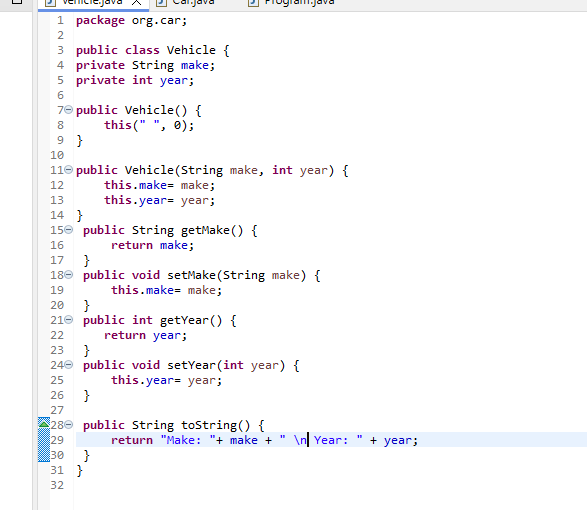 Vehicle.java Car.java Program.java
1 package org.car;
2
3 public class Vehicle {
4 private String make;
5 private int year;
6
7 public Vehicle() {
8     this(" ", 0);
9 }
10
11 public Vehicle(String make, int year) {
12     this.make= make;
13     this.year= year;
14 }
15  public String getMake() {
16      return make;
17  }
18  public void setMake(String make) {
19      this.make= make;
20  }
21  public int getYear() {
22     return year;
23  }
24  public void setYear(int year) {
25      this.year= year;
26  }
27
28  public String toString() {
29      return "Make: "+ make + " \n Year: " + year;
30  }
31 }
32